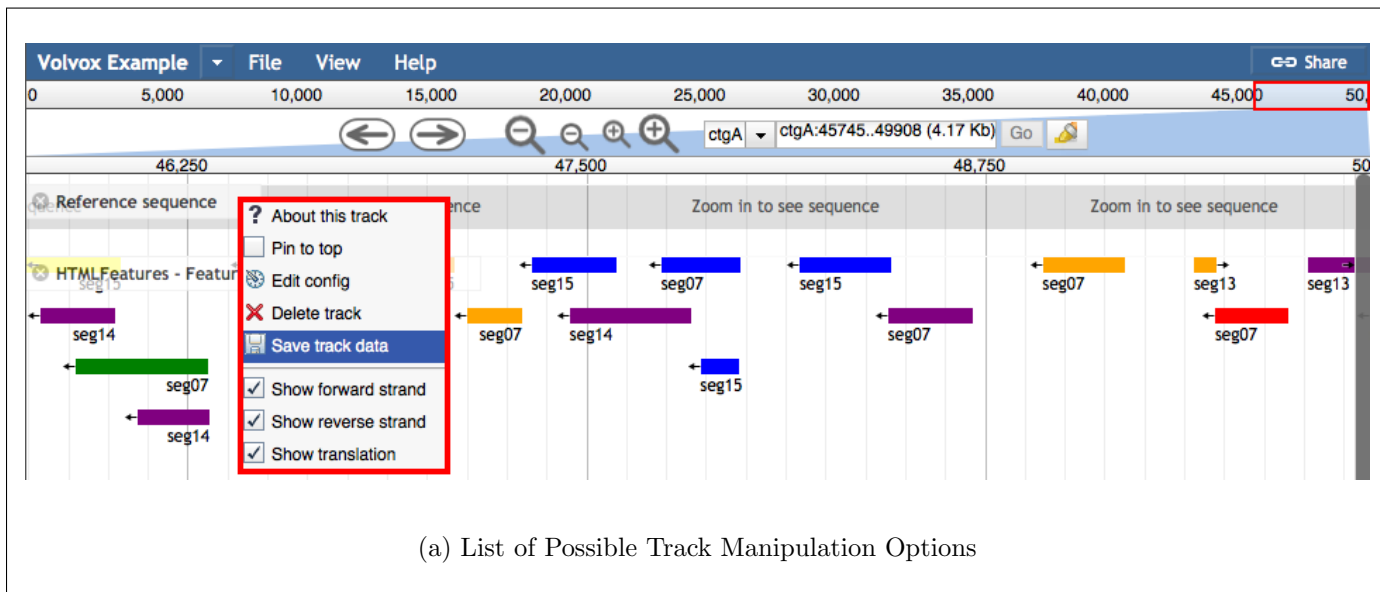 Volvox Example File View Help Share
0 5,000 10,000 15,000 20,000 25,000 30,000 35,000 40,000 45,000 50,
ctgA ctgA:45745..49908 (4.17 Kb) Go
46,250 47,500 48,750 50
Reference sequence Zoom in to see sequence Zoom in to see sequence
? About this track
Pin to top
HTMLFeatures - Featur
Edit config
seg15 seg15 seg07 seg15 seg07 seg13 seg13
Delete track
seg14 seg07 seg14 seg07 seg07
Save track data
seg07 Show forward strand seg15
seg14 Show reverse strand
Show translation
(a) List of Possible Track Manipulation Options